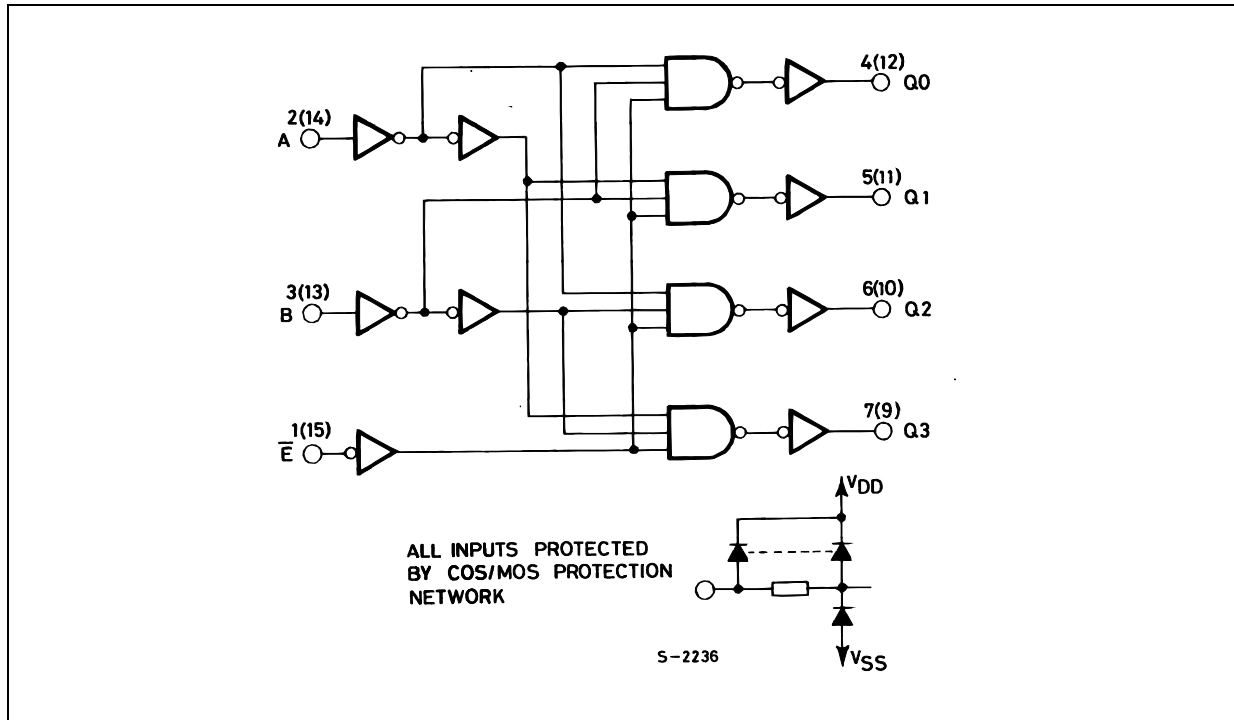 4(12)
Q0
2(14)
A
5(11)
Q1
3(13)
B
6(10)
Q2
7(9)
Q3
1(15)
E̅
VDD
ALL INPUTS PROTECTED
BY COS/MOS PROTECTION
NETWORK
S-2236
VSS